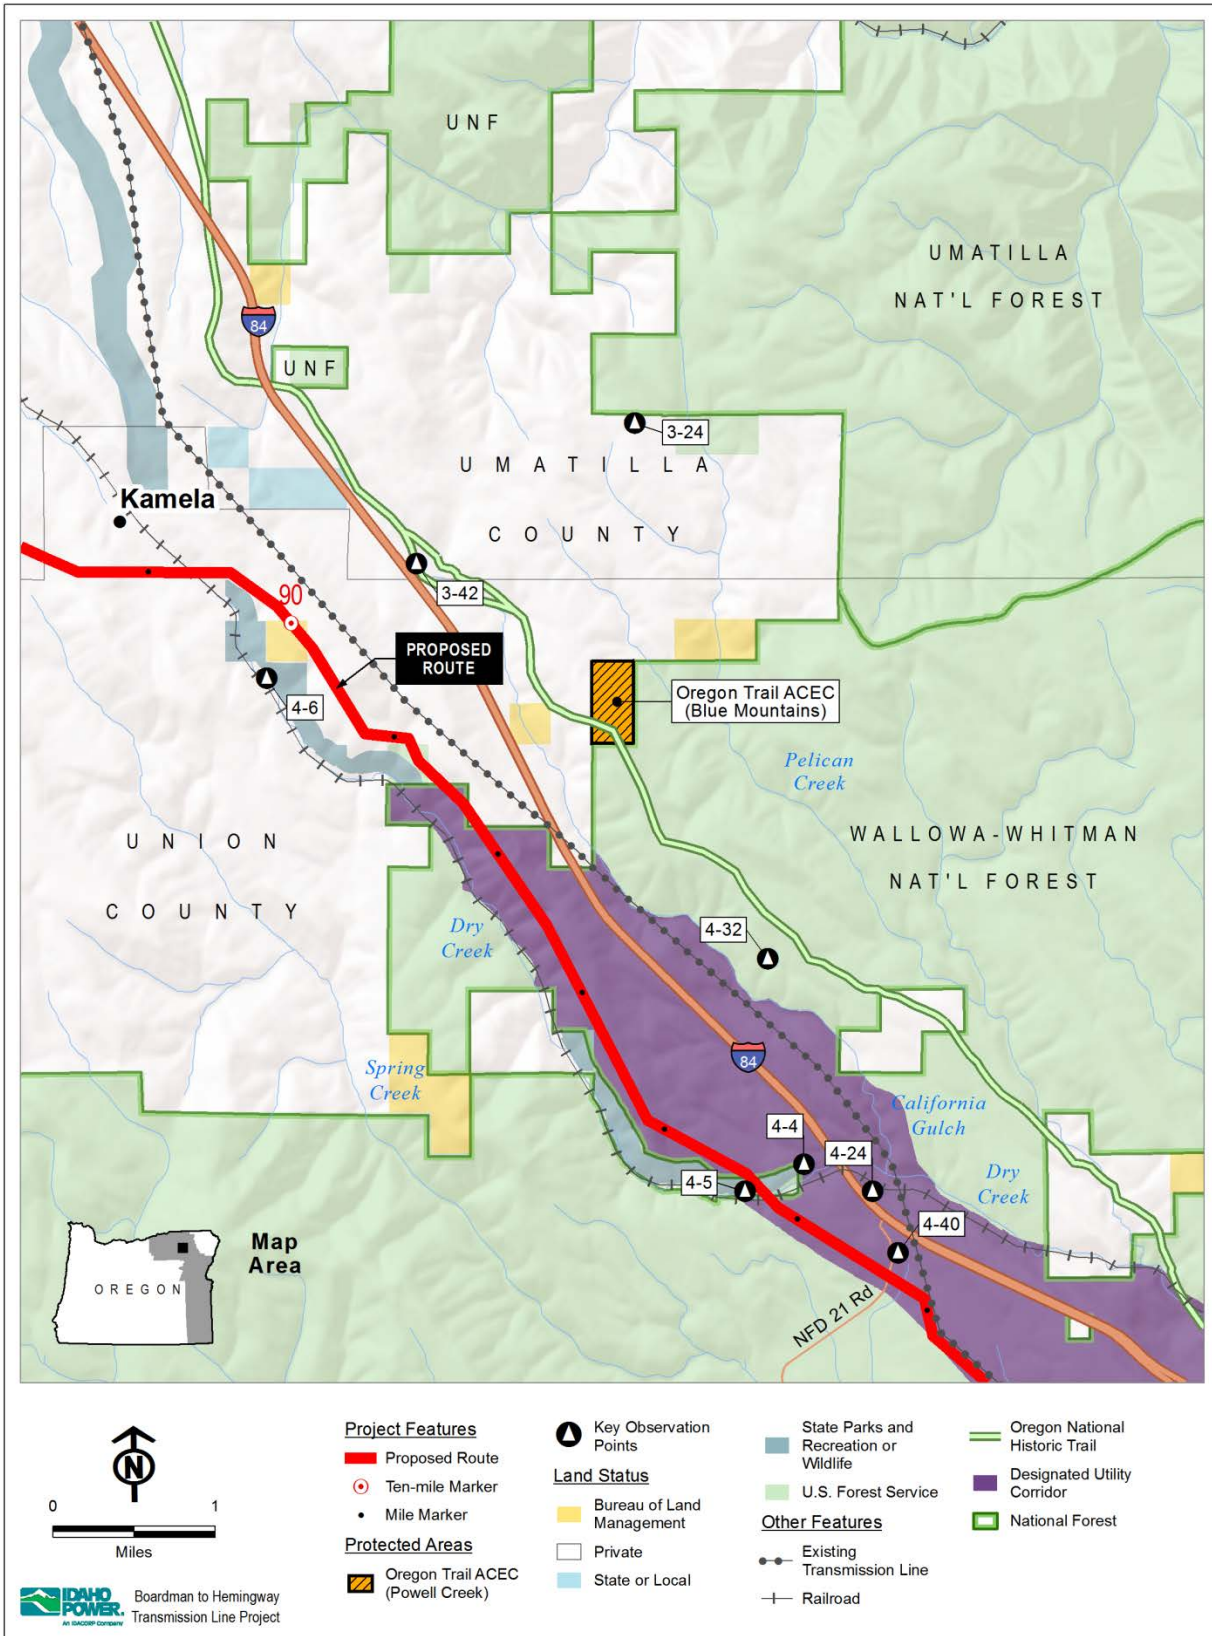 UNF
UMATILLA
NAT'L FOREST
84
UNF
3-24
UMATILLA
COUNTY
Kamela
3-42
90
PROPOSED
ROUTE
4-6
Oregon Trail ACEC
(Blue Mountains)
Pelican
Creek
UNION
COUNTY
WALLOWA-WHITMAN
NAT'L FOREST
Dry
Creek
4-32
84
Spring
Creek
California
Gulch
4-4
4-24
4-5
Dry
Creek
4-40
NFD 21 Rd
Map
Area
OREGON
N
0 1
Miles
IDAHO
POWER.
An IDACORP Company
Boardman to Hemingway
Transmission Line Project
Project Features
Proposed Route
Ten-mile Marker
Mile Marker
Protected Areas
Oregon Trail ACEC
(Powell Creek)
Key Observation
Points
Land Status
Bureau of Land
Management
Private
State or Local
State Parks and
Recreation or
Wildlife
U.S. Forest Service
Other Features
Existing
Transmission Line
Railroad
Oregon National
Historic Trail
Designated Utility
Corridor
National Forest